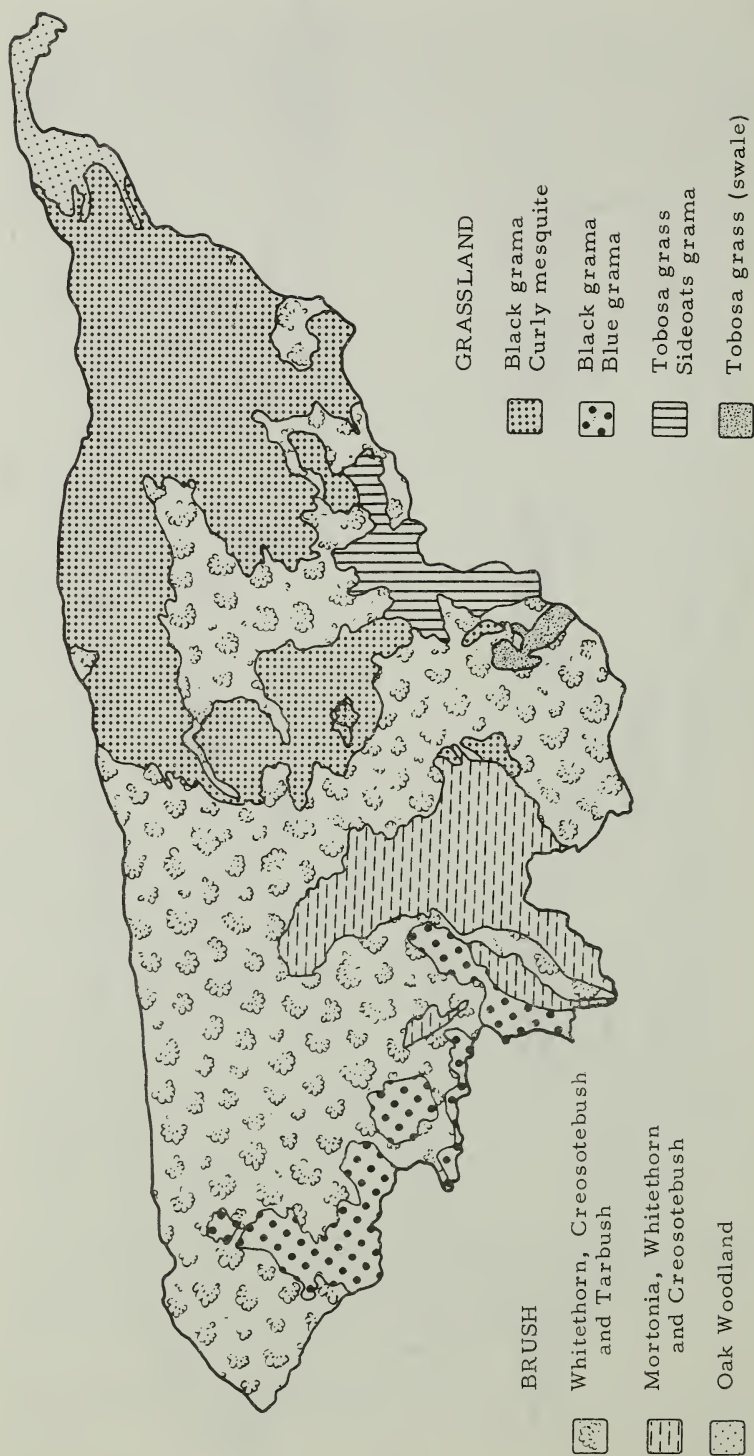 BRUSH
Whitethorn, Creosotebush
and Tarbush
Mortonia, Whitethorn
and Creosotebush
Oak Woodland
GRASSLAND
Black grama
Curly mesquite
Black grama
Blue grama
Tobosa grass
Sideoats grama
Tobosa grass (swale)